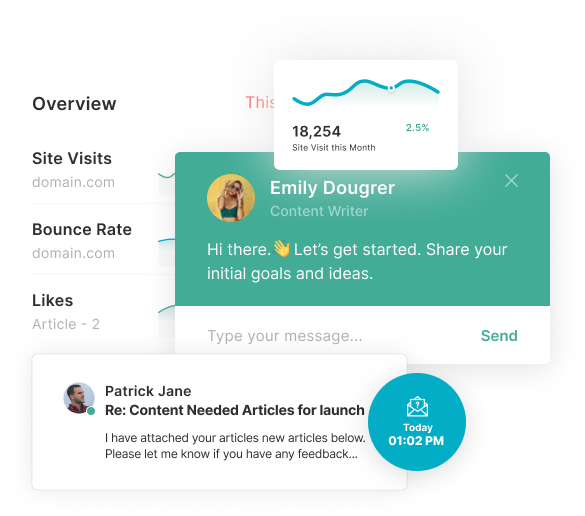 Overview
This
18,254
2.5%
Site Visit this Month
Site Visits
domain.com
Bounce Rate
domain.com
Likes
Article - 2
Emily Dougrer
Content Writer
Hi there.👋 Let’s get started. Share your
initial goals and ideas.
Type your message...
Send
Patrick Jane
Re: Content Needed Articles for launch
I have attached your articles new articles below.
Please let me know if you have any feedback...
?
Today
01:02 PM